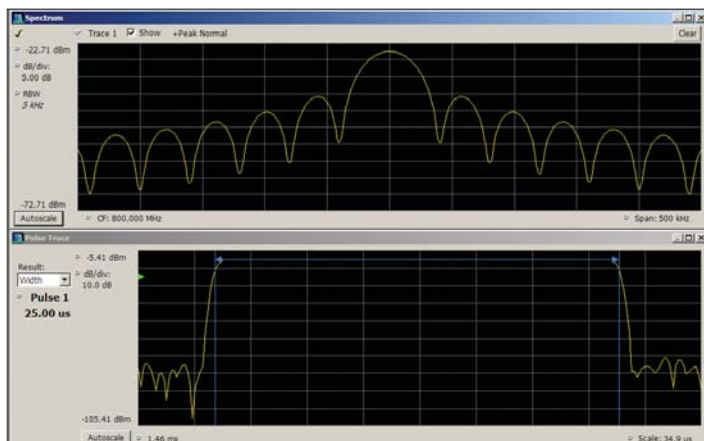 Spectrum
Trace 1 Show +Peak Normal Clear
-22.71 dBm
dB/div:
5.00 dB
RBW
5 kHz
-72.71 dBm
Autoscale CF: 800.000 MHz Span: 500 kHz
Pulse Trace
Result:
Width
Pulse 1
25.00 us
-5.41 dBm
dB/div:
10.0 dB
-105.41 dBm
Autoscale 1.46 ms Scale: 34.9 us